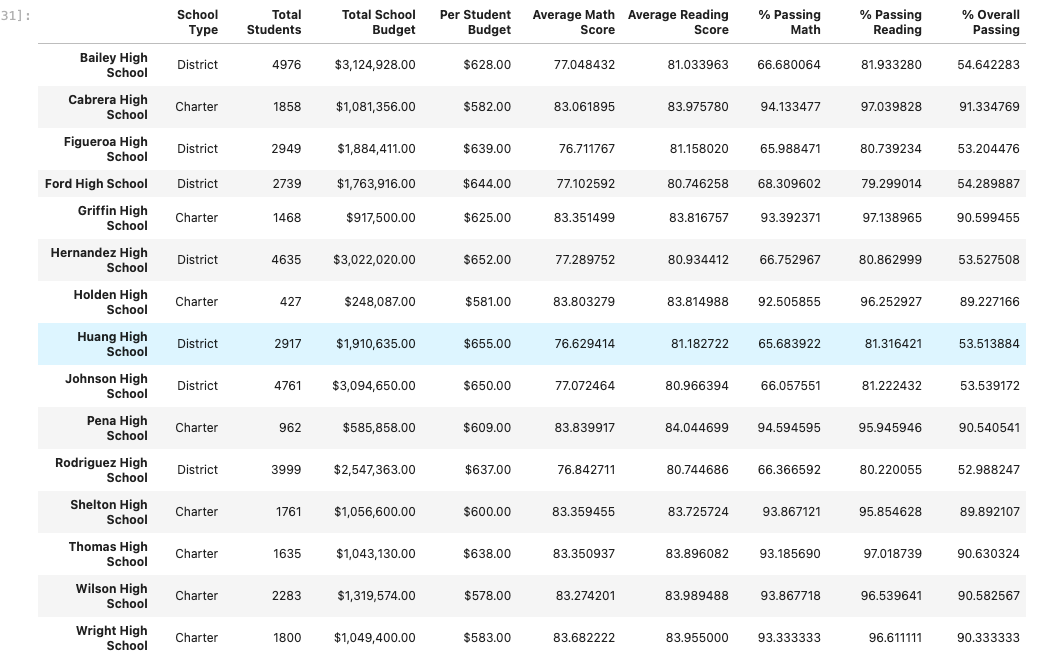 31]:
School Type Total Students Total School Budget Per Student Budget Average Math Score Average Reading Score % Passing Math % Passing Reading % Overall Passing
Bailey High School District 4976 $3,124,928.00 $628.00 77.048432 81.033963 66.680064 81.933280 54.642283
Cabrera High School Charter 1858 $1,081,356.00 $582.00 83.061895 83.975780 94.133477 97.039828 91.334769
Figueroa High School District 2949 $1,884,411.00 $639.00 76.711767 81.158020 65.988471 80.739234 53.204476
Ford High School District 2739 $1,763,916.00 $644.00 77.102592 80.746258 68.309602 79.299014 54.289887
Griffin High School Charter 1468 $917,500.00 $625.00 83.351499 83.816757 93.392371 97.138965 90.599455
Hernandez High School District 4635 $3,022,020.00 $652.00 77.289752 80.934412 66.752967 80.862999 53.527508
Holden High School Charter 427 $248,087.00 $581.00 83.803279 83.814988 92.505855 96.252927 89.227166
Huang High School District 2917 $1,910,635.00 $655.00 76.629414 81.182722 65.683922 81.316421 53.513884
Johnson High School District 4761 $3,094,650.00 $650.00 77.072464 80.966394 66.057551 81.222432 53.539172
Pena High School Charter 962 $585,858.00 $609.00 83.839917 84.044699 94.594595 95.945946 90.540541
Rodriguez High School District 3999 $2,547,363.00 $637.00 76.842711 80.744686 66.366592 80.220055 52.988247
Shelton High School Charter 1761 $1,056,600.00 $600.00 83.359455 83.725724 93.867121 95.854628 89.892107
Thomas High School Charter 1635 $1,043,130.00 $638.00 83.350937 83.896082 93.185690 97.018739 90.630324
Wilson High School Charter 2283 $1,319,574.00 $578.00 83.274201 83.989488 93.867718 96.539641 90.582567
Wright High School Charter 1800 $1,049,400.00 $583.00 83.682222 83.955000 93.333333 96.611111 90.333333